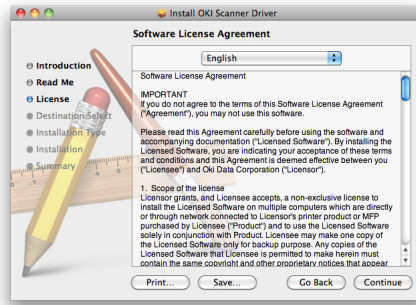 Install OKI Scanner Driver
Software License Agreement
English
Introduction
Read Me
License
Destination Select
Installation Type
Installation
Summary
Software License Agreement
IMPORTANT
If you do not agree to the terms of this Software License Agreement
("Agreement"), you may not use this software.
Please read this Agreement carefully before using the software and
accompanying documentation ("Licensed Software"). By installing the
Licensed Software, you are indicating your acceptance of these terms
and conditions and this Agreement is deemed effective between you
("Licensee") and Oki Data Corporation ("Licensor").
1. Scope of the license
Licensor grants, and Licensee accepts, a non-exclusive license to
install the Licensed Software on multiple computers which are directly
or through network connected to Licensor's printer product or MFP
purchased by Licensee ("Product") and to use the Licensed Software
solely in conjunction with Product. Licensee may make one copy of
the Licensed Software only for backup purpose. Any copies of the
Licensed Software that Licensee is permitted to make herein must
contain the same copyright and other proprietary notices that appear
Print...
Save...
Go Back
Continue